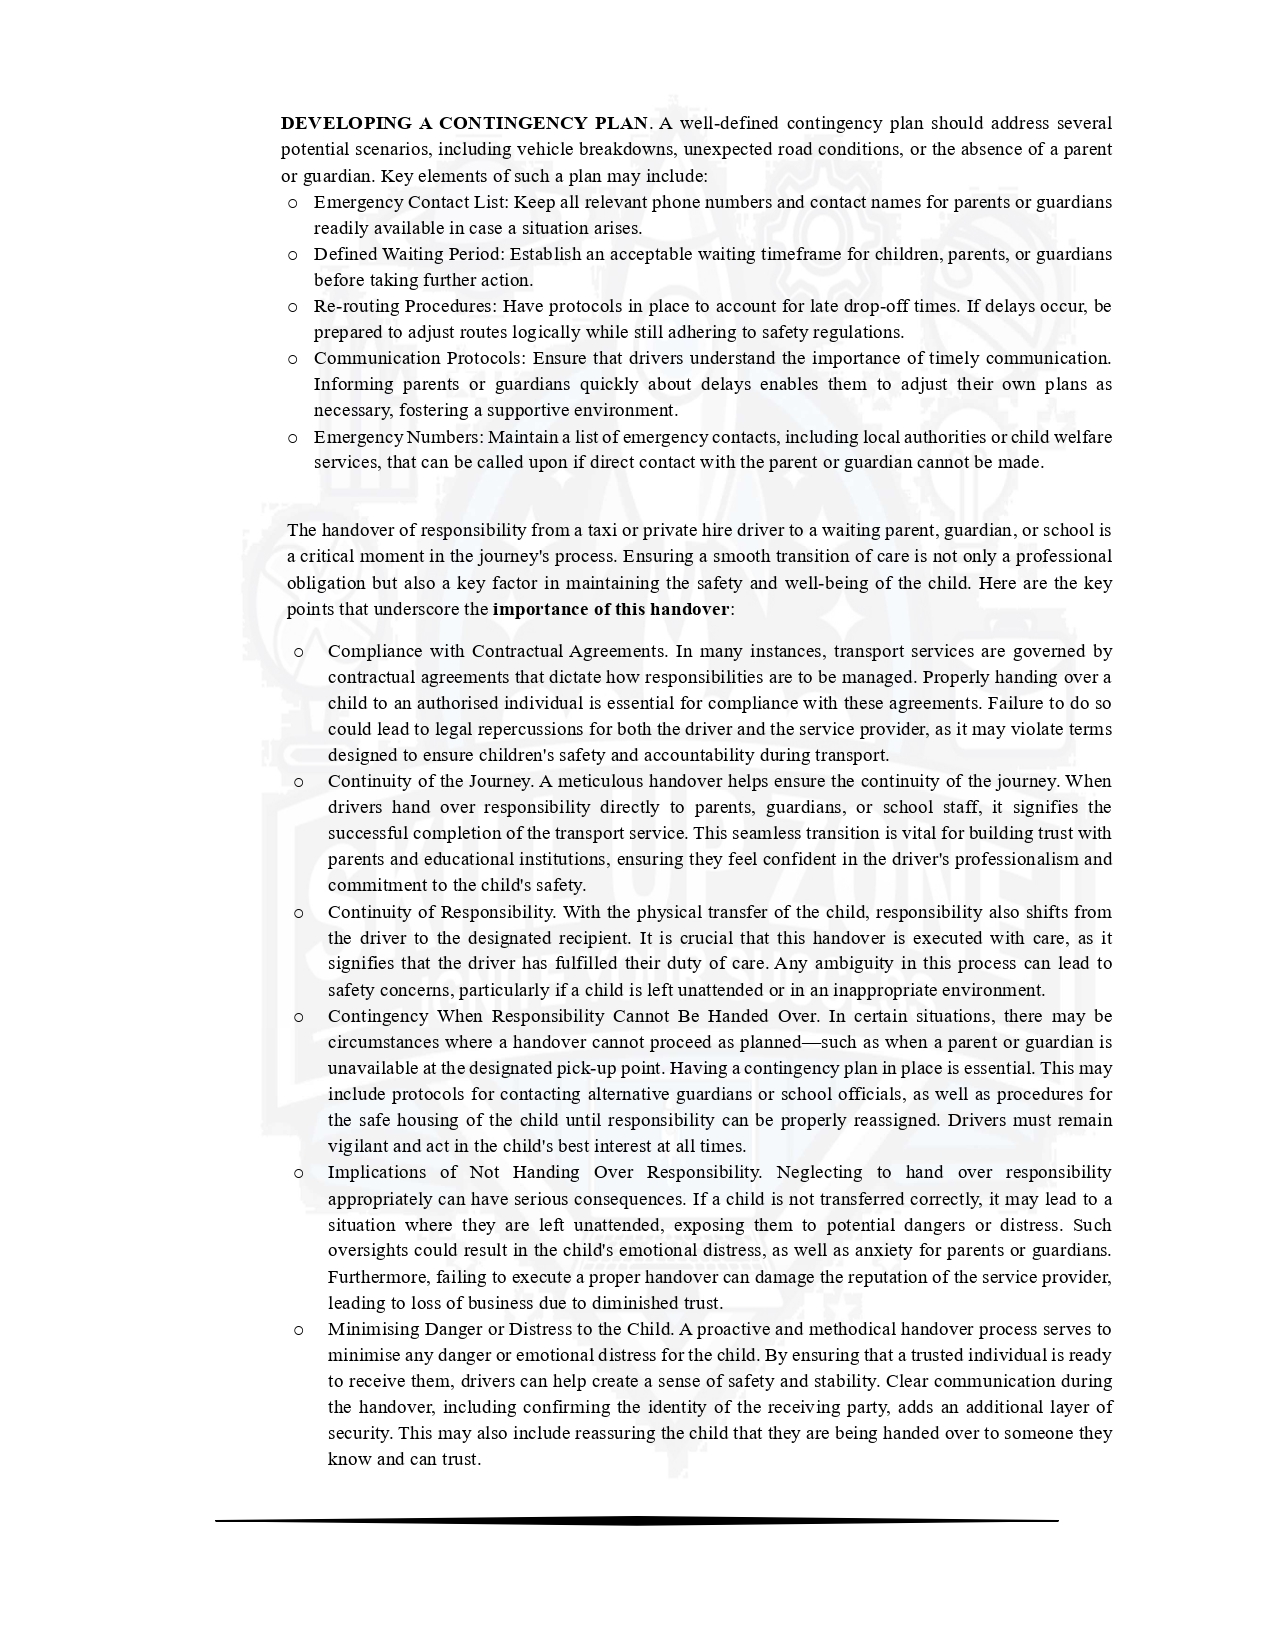 DEVELOPING A CONTINGENCY PLAN. A well-defined contingency plan should address several
potential scenarios, including vehicle breakdowns, unexpected road conditions, or the absence of a parent
or guardian. Key elements of such a plan may include:
o Emergency Contact List: Keep all relevant phone numbers and contact names for parents or guardians
readily available in case a situation arises.
o Defined Waiting Period: Establish an acceptable waiting timeframe for children, parents, or guardians
before taking further action.
o Re-routing Procedures: Have protocols in place to account for late drop-off times. If delays occur, be
prepared to adjust routes logically while still adhering to safety regulations.
o Communication Protocols: Ensure that drivers understand the importance of timely communication.
Informing parents or guardians quickly about delays enables them to adjust their own plans as
necessary, fostering a supportive environment.
o Emergency Numbers: Maintain a list of emergency contacts, including local authorities or child welfare
services, that can be called upon if direct contact with the parent or guardian cannot be made.
The handover of responsibility from a taxi or private hire driver to a waiting parent, guardian, or school is
a critical moment in the journey's process. Ensuring a smooth transition of care is not only a professional
obligation but also a key factor in maintaining the safety and well-being of the child. Here are the key
points that underscore the importance of this handover:
o Compliance with Contractual Agreements. In many instances, transport services are governed by
contractual agreements that dictate how responsibilities are to be managed. Properly handing over a
child to an authorised individual is essential for compliance with these agreements. Failure to do so
could lead to legal repercussions for both the driver and the service provider, as it may violate terms
designed to ensure children's safety and accountability during transport.
o Continuity of the Journey. A meticulous handover helps ensure the continuity of the journey. When
drivers hand over responsibility directly to parents, guardians, or school staff, it signifies the
successful completion of the transport service. This seamless transition is vital for building trust with
parents and educational institutions, ensuring they feel confident in the driver's professionalism and
commitment to the child's safety.
o Continuity of Responsibility. With the physical transfer of the child, responsibility also shifts from
the driver to the designated recipient. It is crucial that this handover is executed with care, as it
signifies that the driver has fulfilled their duty of care. Any ambiguity in this process can lead to
safety concerns, particularly if a child is left unattended or in an inappropriate environment.
o Contingency When Responsibility Cannot Be Handed Over. In certain situations, there may be
circumstances where a handover cannot proceed as planned—such as when a parent or guardian is
unavailable at the designated pick-up point. Having a contingency plan in place is essential. This may
include protocols for contacting alternative guardians or school officials, as well as procedures for
the safe housing of the child until responsibility can be properly reassigned. Drivers must remain
vigilant and act in the child's best interest at all times.
o Implications of Not Handing Over Responsibility. Neglecting to hand over responsibility
appropriately can have serious consequences. If a child is not transferred correctly, it may lead to a
situation where they are left unattended, exposing them to potential dangers or distress. Such
oversights could result in the child's emotional distress, as well as anxiety for parents or guardians.
Furthermore, failing to execute a proper handover can damage the reputation of the service provider,
leading to loss of business due to diminished trust.
o Minimising Danger or Distress to the Child. A proactive and methodical handover process serves to
minimise any danger or emotional distress for the child. By ensuring that a trusted individual is ready
to receive them, drivers can help create a sense of safety and stability. Clear communication during
the handover, including confirming the identity of the receiving party, adds an additional layer of
security. This may also include reassuring the child that they are being handed over to someone they
know and can trust.
SKILL UP ZONE